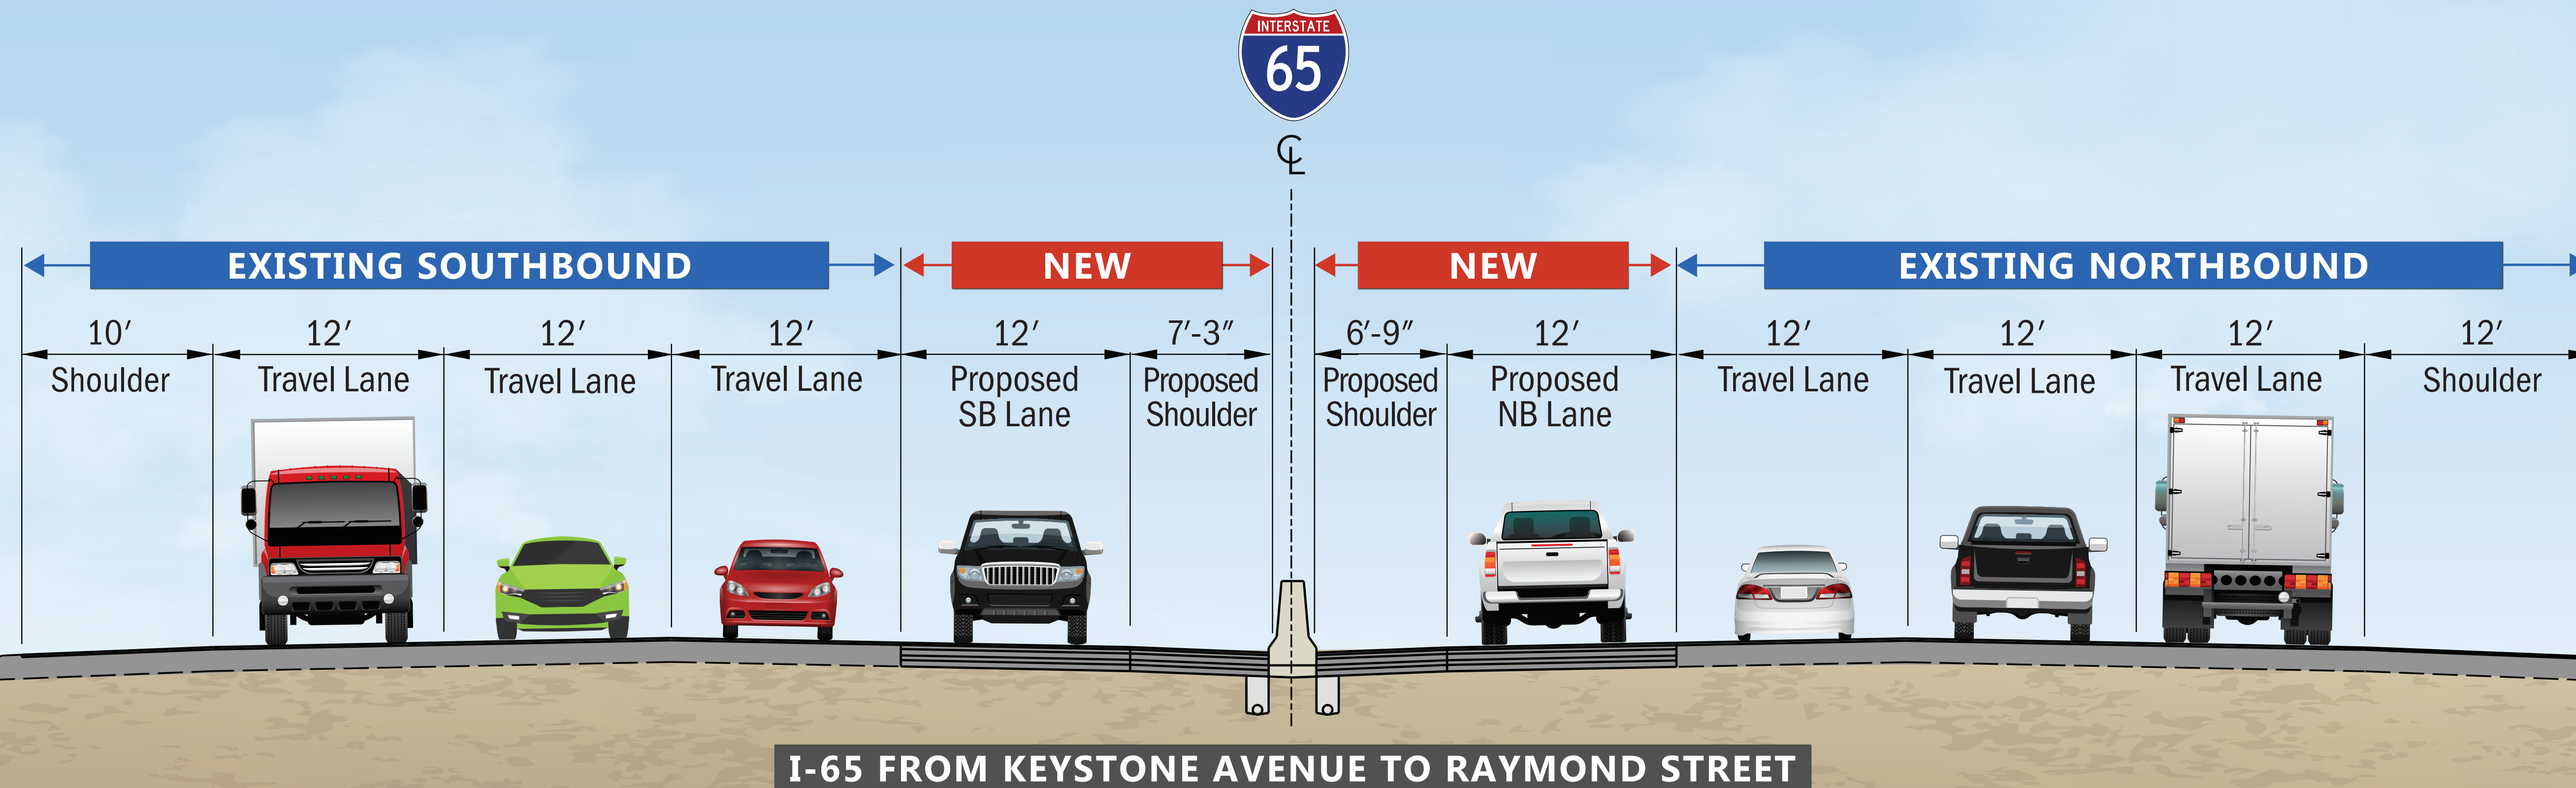 INTERSTATE
65
℄
EXISTING SOUTHBOUND
NEW
NEW
EXISTING NORTHBOUND
10′
12′
12′
12′
12′
7′-3″
6′-9″
12′
12′
12′
12′
12′
Shoulder
Travel Lane
Travel Lane
Travel Lane
Proposed
SB Lane
Proposed
Shoulder
Proposed
Shoulder
Proposed
NB Lane
Travel Lane
Travel Lane
Travel Lane
Shoulder
I-65 FROM KEYSTONE AVENUE TO RAYMOND STREET